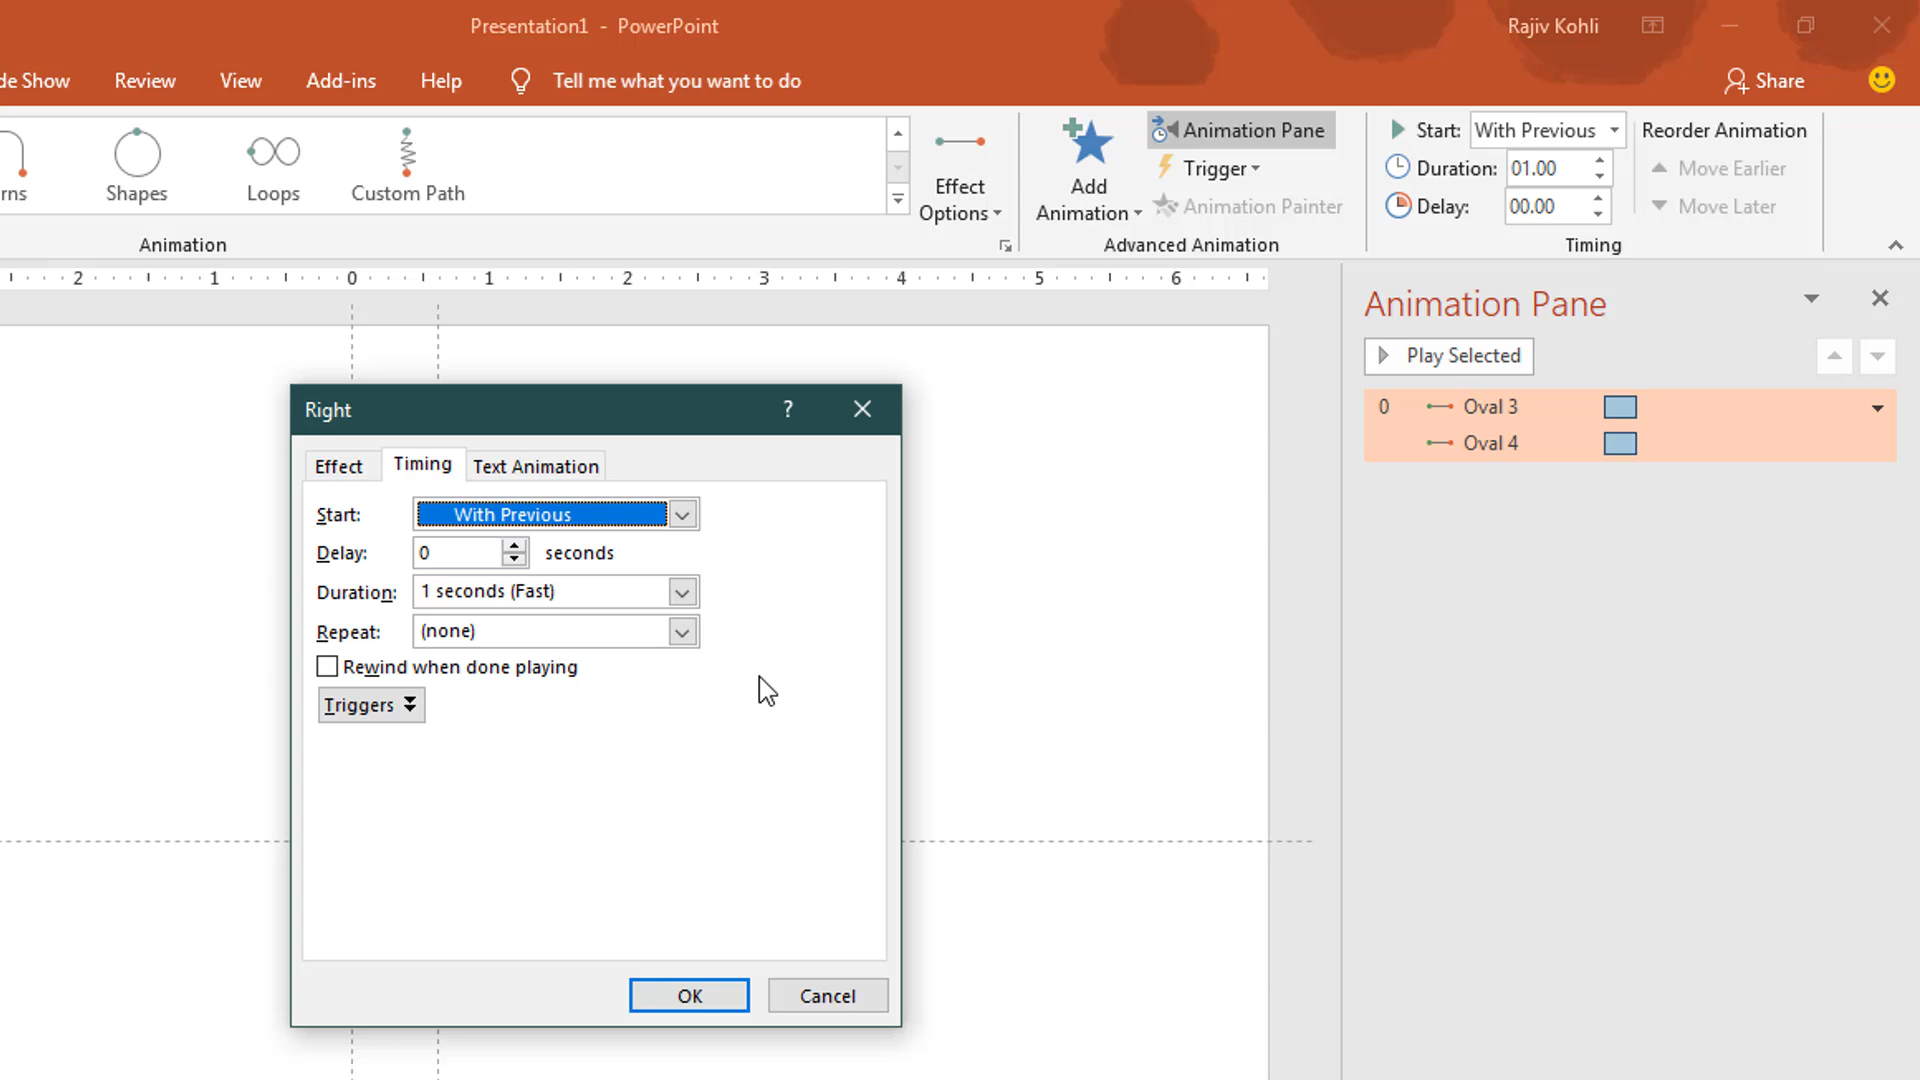 Presentation1 - PowerPoint
Rajiv Kohli
de Show Review View Add-ins Help Tell me what you want to do
Share
rns Shapes Loops Custom Path
Effect Options
Add Animation
Animation Pane
Trigger
Animation Painter
Start: With Previous
Duration: 01.00
Delay: 00.00
Reorder Animation
Move Earlier
Move Later
Animation
Advanced Animation
Timing
2 1 0 1 2 3 4 5 6
Right ?
Effect Timing Text Animation
Start: With Previous
Delay: 0 seconds
Duration: 1 seconds (Fast)
Repeat: (none)
Rewind when done playing
Triggers
OK Cancel
Animation Pane
Play Selected
0 Oval 3
Oval 4